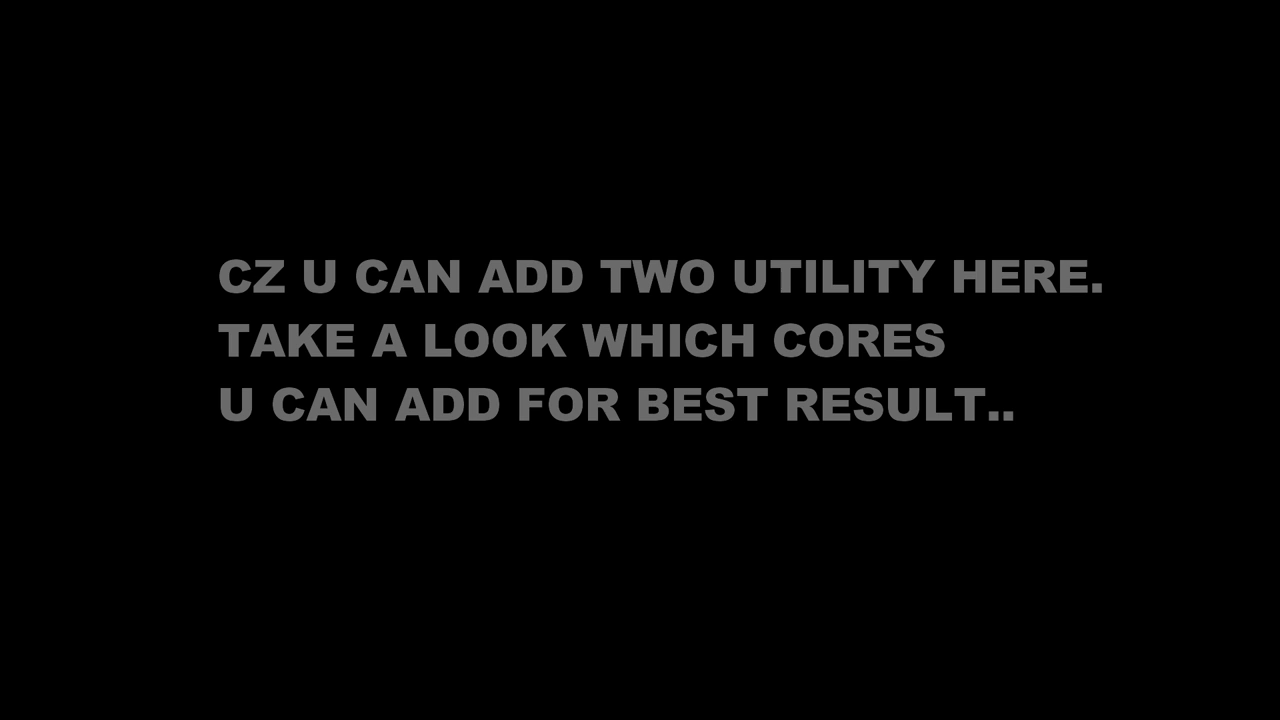 CZ U CAN ADD TWO UTILITY HERE.
TAKE A LOOK WHICH CORES
U CAN ADD FOR BEST RESULT..